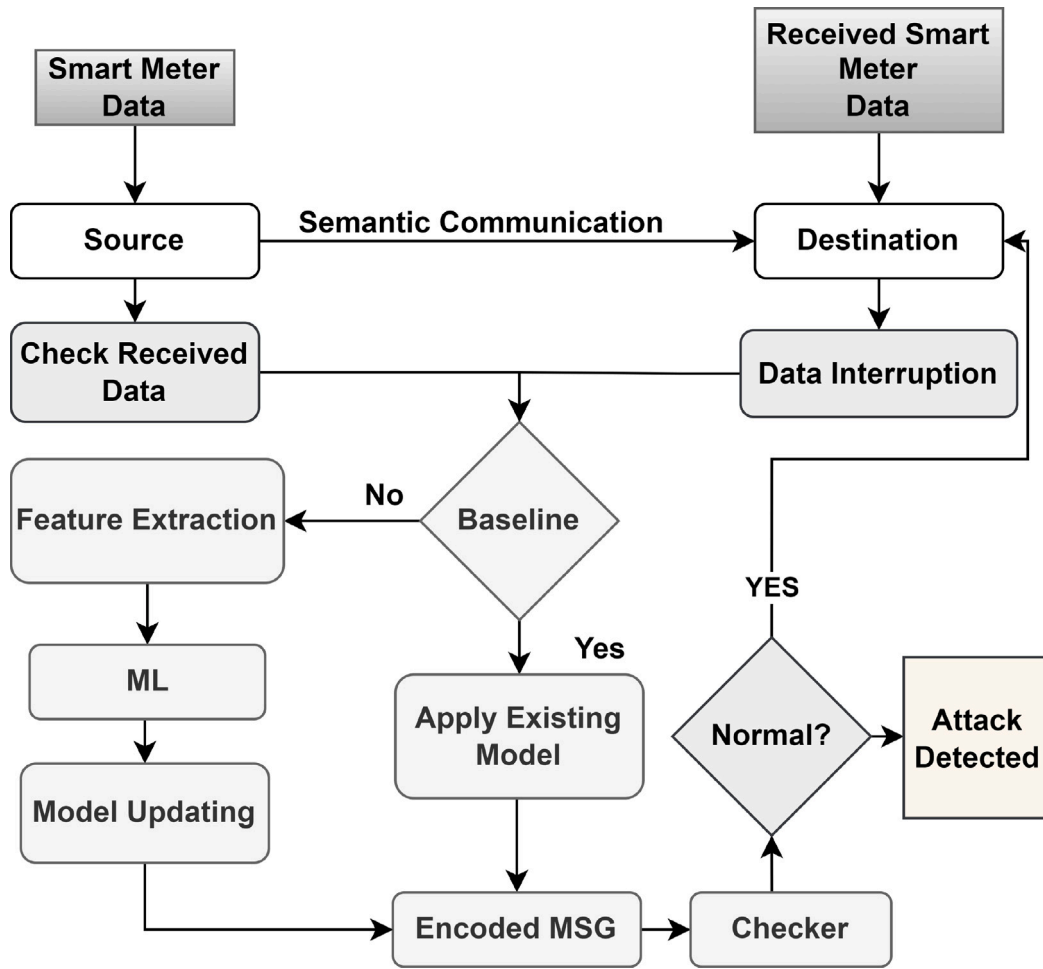 Smart Meter
Data
Received Smart
Meter
Data
Source
Semantic Communication
Destination
Check Received
Data
Data Interruption
Feature Extraction
No
Baseline
ML
Yes
YES
Apply Existing
Model
Normal?
Attack
Detected
Model Updating
Encoded MSG
Checker